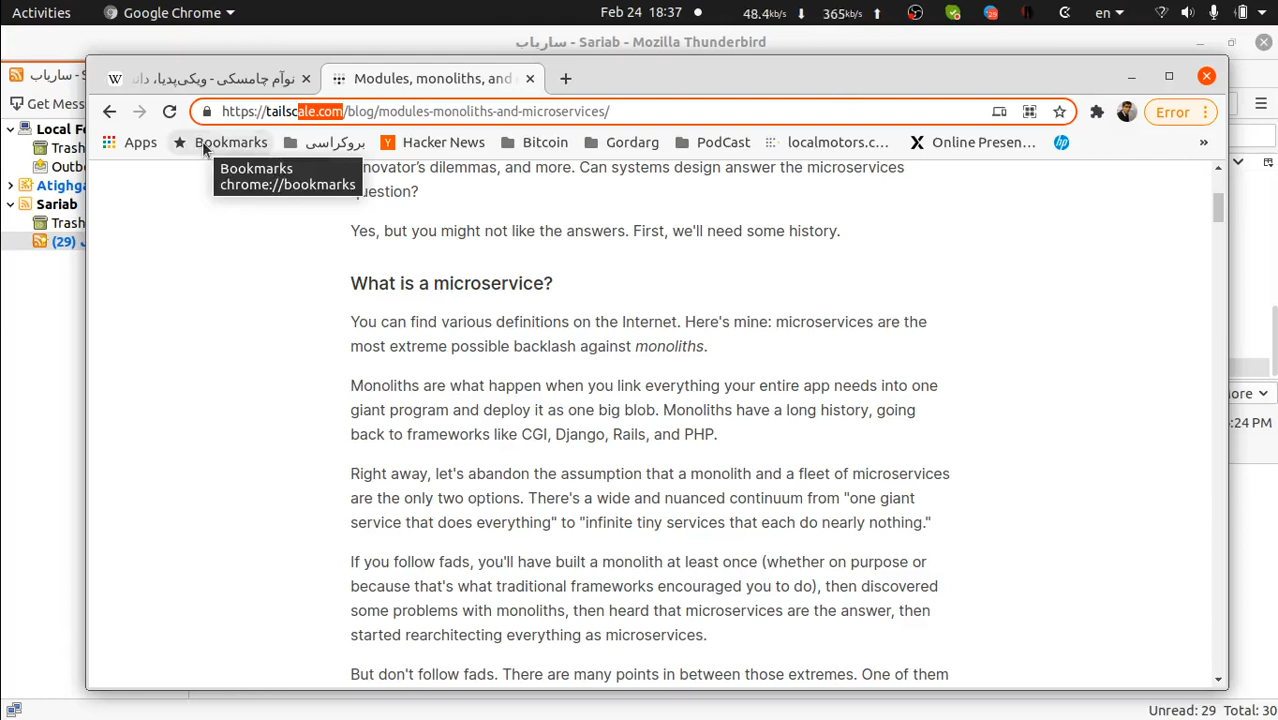 Activities Google Chrome Feb 24 18:37 48.4kb 365kb en
سارياب - Sariab - Mozilla Thunderbird
سارياب - Sariab
نوآم چامسکی - ویکی‌پدیا، دان
Modules, monoliths, and
Get Mess
https://tailscale.com/blog/modules-monoliths-and-microservices/
Error
Apps Bookmarks بروکراسی Hacker News Bitcoin Gordarg PodCast localmotors.c... Online Presen... »
Bookmarks
chrome://bookmarks
Local Fo
Trash
Outbo
Atighga
Sariab
Trash
(29)
nnovator's dilemmas, and more. Can systems design answer the microservices
question?
Yes, but you might not like the answers. First, we'll need some history.
What is a microservice?
You can find various definitions on the Internet. Here's mine: microservices are the
most extreme possible backlash against monoliths.
Monoliths are what happen when you link everything your entire app needs into one
giant program and deploy it as one big blob. Monoliths have a long history, going
back to frameworks like CGI, Django, Rails, and PHP.
Right away, let's abandon the assumption that a monolith and a fleet of microservices
are the only two options. There's a wide and nuanced continuum from "one giant
service that does everything" to "infinite tiny services that each do nearly nothing."
If you follow fads, you'll have built a monolith at least once (whether on purpose or
because that's what traditional frameworks encouraged you to do), then discovered
some problems with monoliths, then heard that microservices are the answer, then
started rearchitecting everything as microservices.
But don't follow fads. There are many points in between those extremes. One of them
ore
:24 PM
Unread: 29 Total: 30